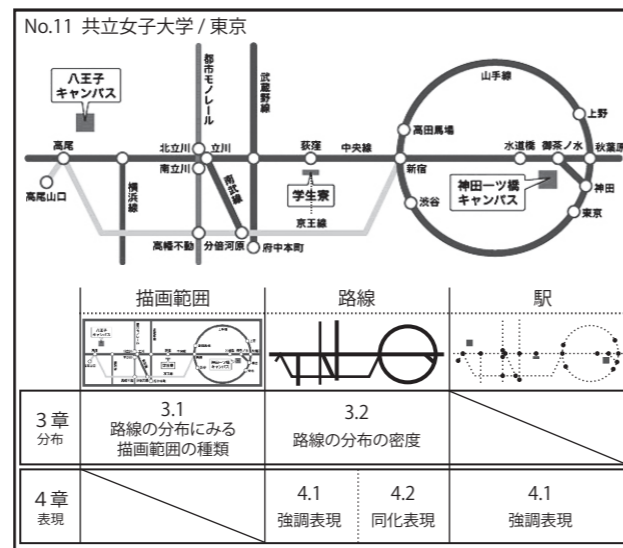 No.11 共立女子大学 / 東京
八王子
キャンパス
都市モノレール
武蔵野線
山手線
上野
高田馬場
高尾
北立川
立川
荻窪
中央線
水道橋
御茶ノ水
秋葉原
南立川
新宿
高尾山口
横浜線
南武線
学生寮
神田一ツ橋
キャンパス
神田
渋谷
東京
京王線
高幡不動
分倍河原
府中本町
描画範囲
路線
駅
3章
分布
3.1
路線の分布にみる
描画範囲の種類
3.2
路線の分布の密度
4章
表現
4.1
強調表現
4.2
同化表現
4.1
強調表現